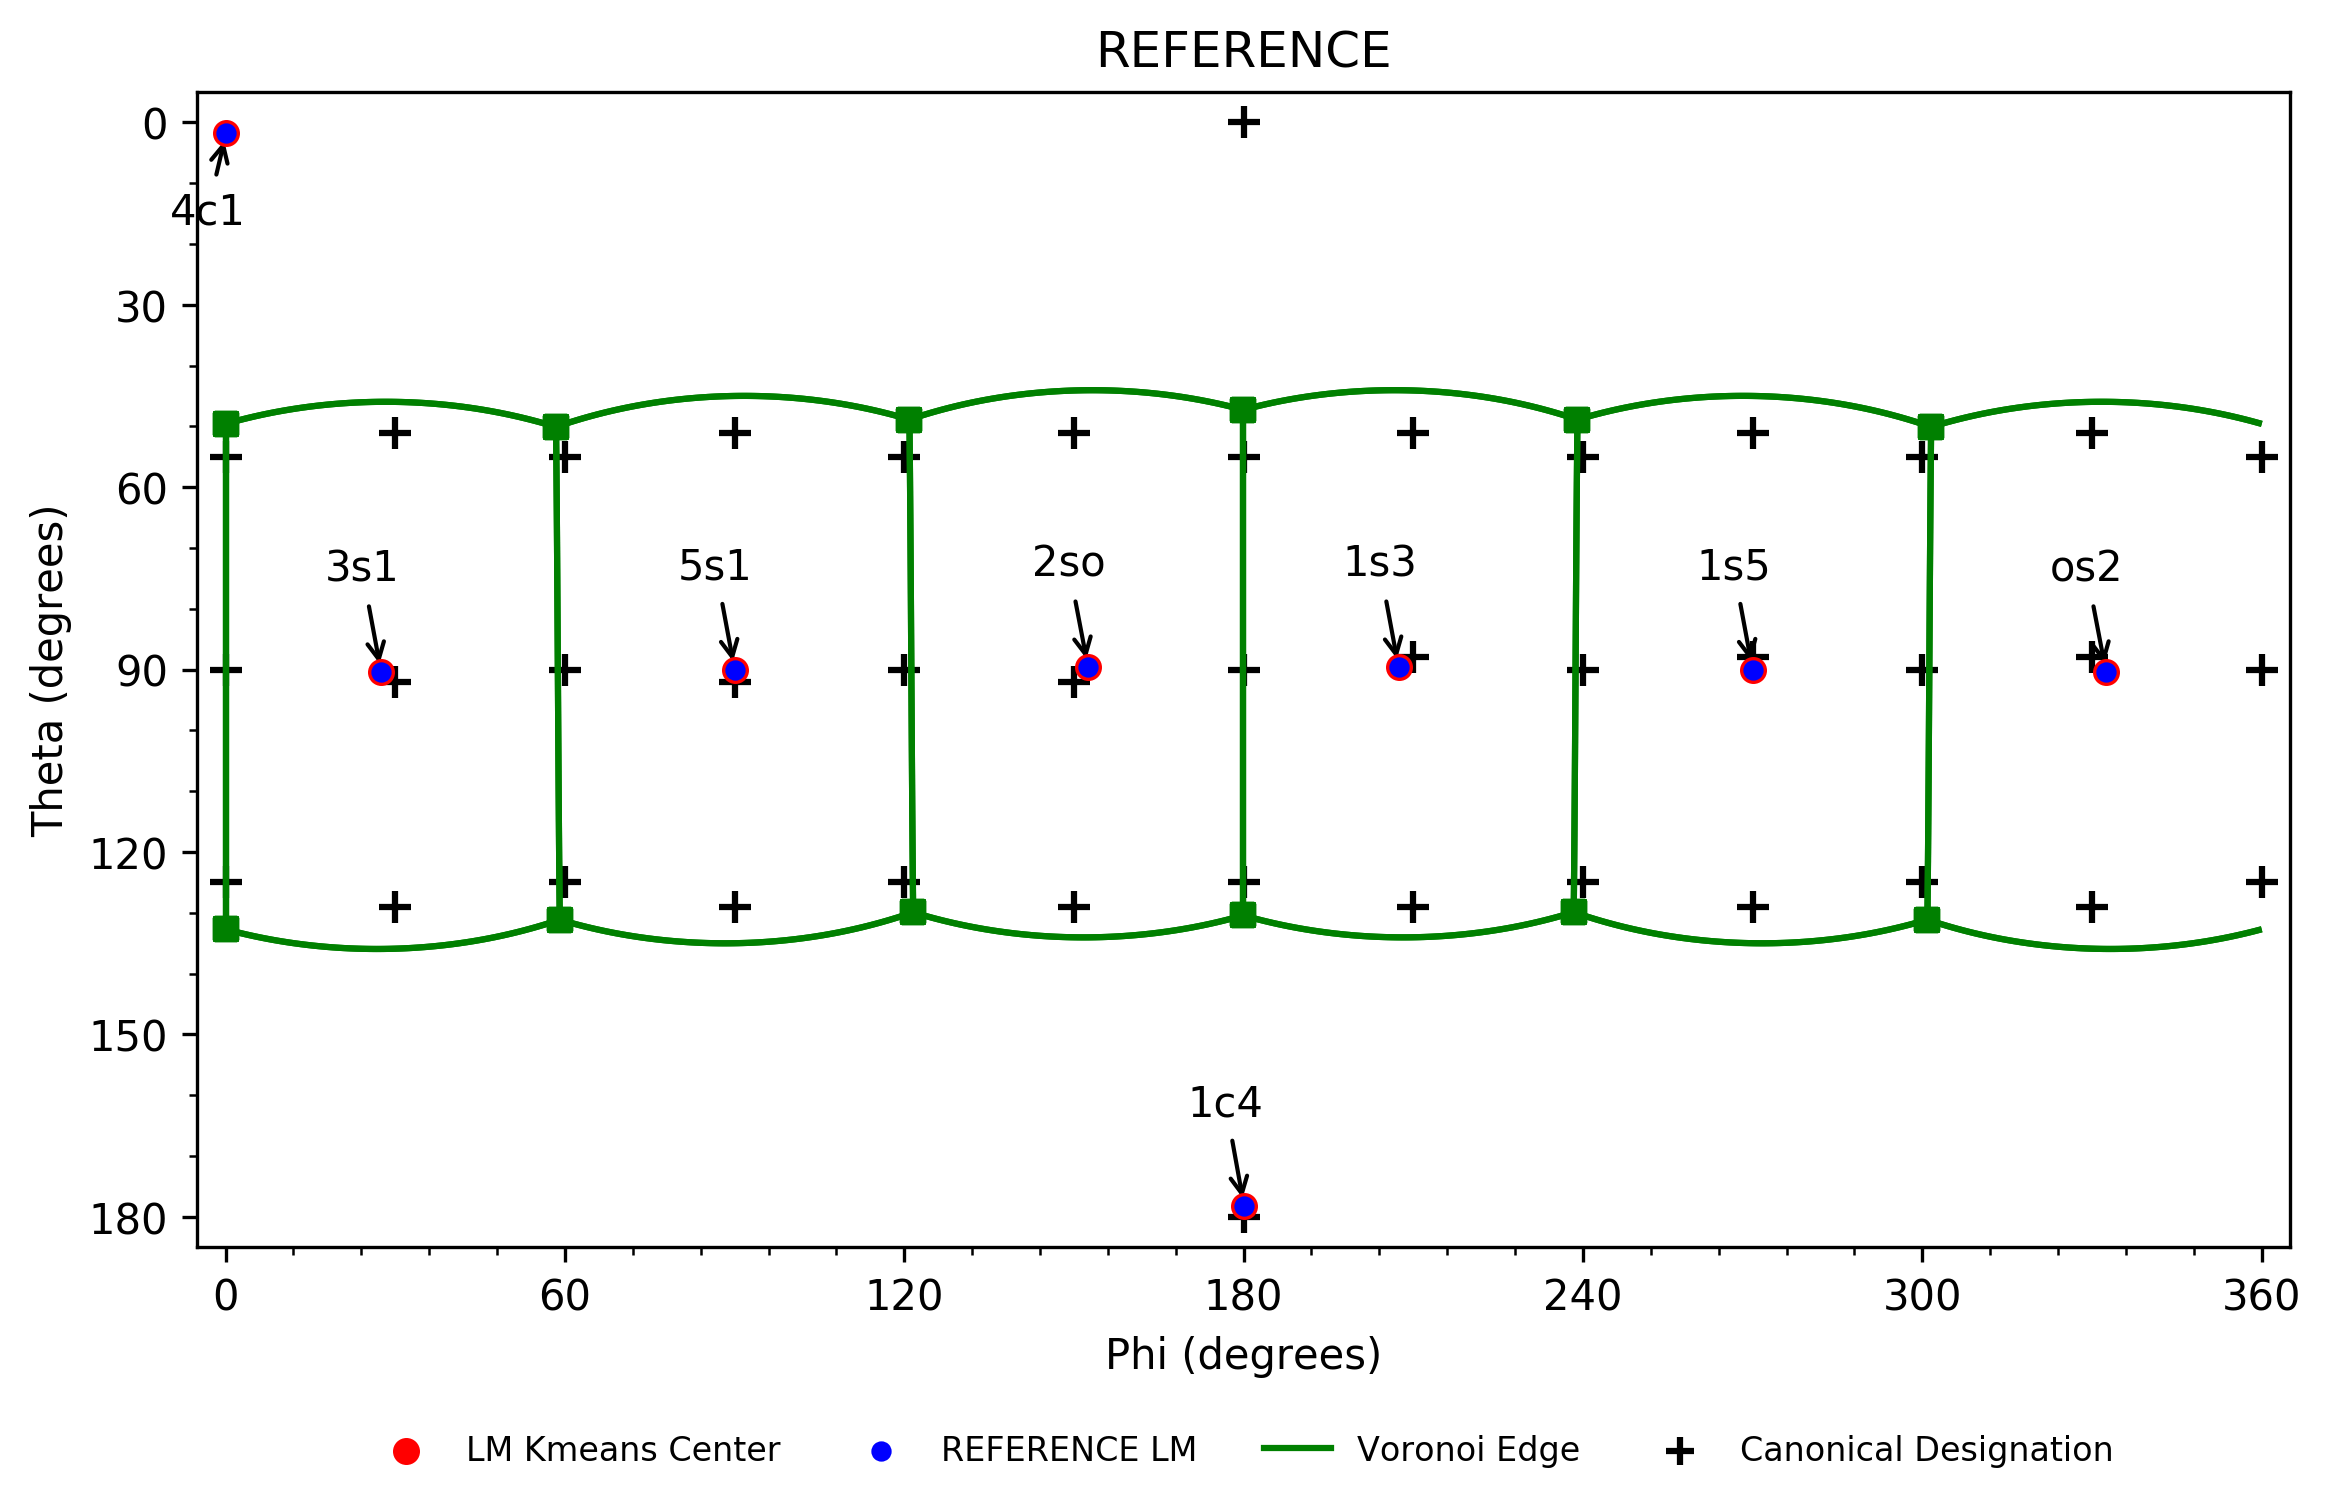 REFERENCE
0
4c1
30
60
3s1
5s1
2so
1s3
1s5
os2
90
120
150
1c4
180
Theta (degrees)
0 60 120 180 240 300 360
Phi (degrees)
LM Kmeans Center REFERENCE LM Voronoi Edge Canonical Designation